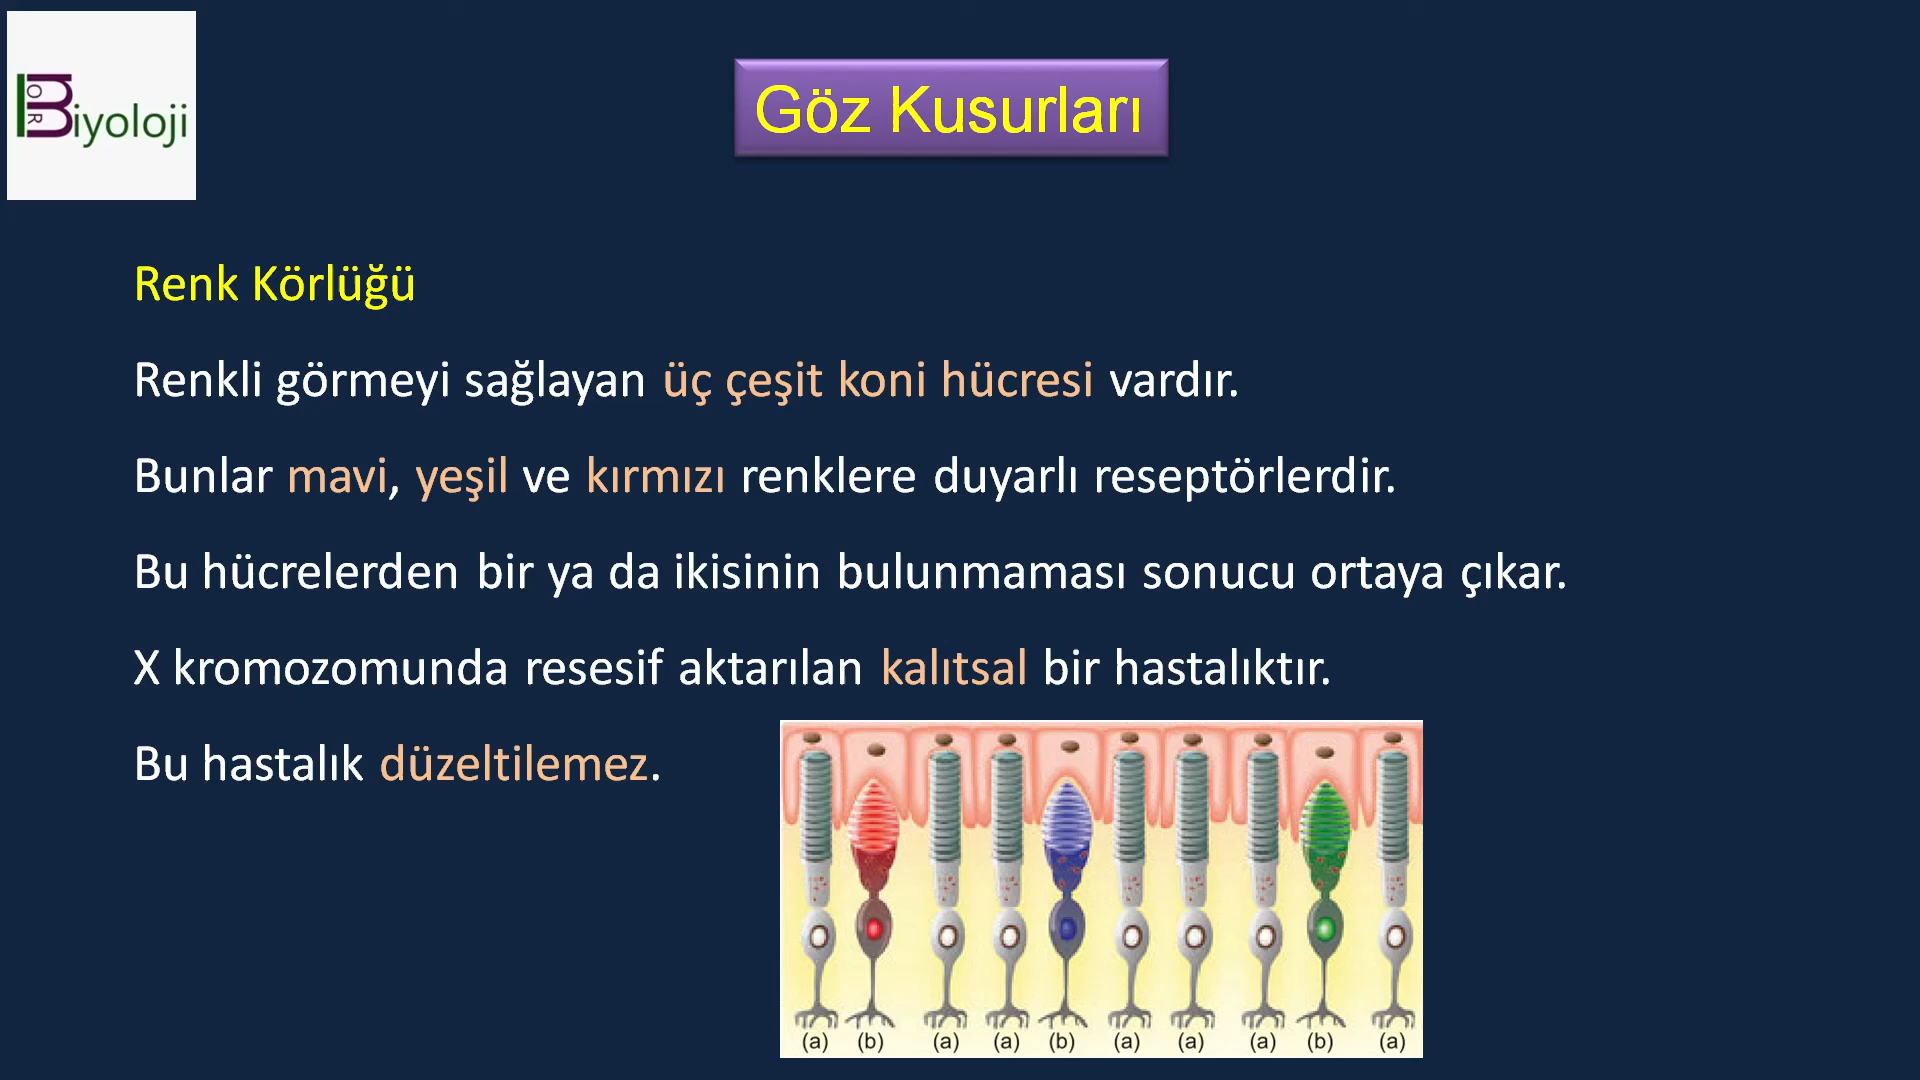 MOR
Biyoloji
Göz Kusurları
Renk Körlüğü
Renkli görmeyi sağlayan üç çeşit koni hücresi vardır.
Bunlar mavi, yeşil ve kırmızı renklere duyarlı reseptörlerdir.
Bu hücrelerden bir ya da ikisinin bulunmaması sonucu ortaya çıkar.
X kromozomunda resesif aktarılan kalıtsal bir hastalıktır.
Bu hastalık düzeltilemez.
(a) (b) (a) (a) (b) (a) (a) (a) (b) (a)